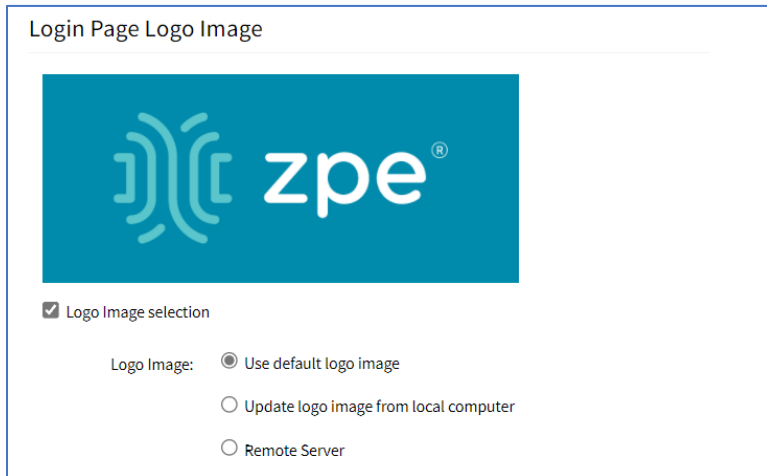 Login Page Logo Image
zpe®
Logo Image selection
Logo Image: Use default logo image
Update logo image from local computer
Remote Server